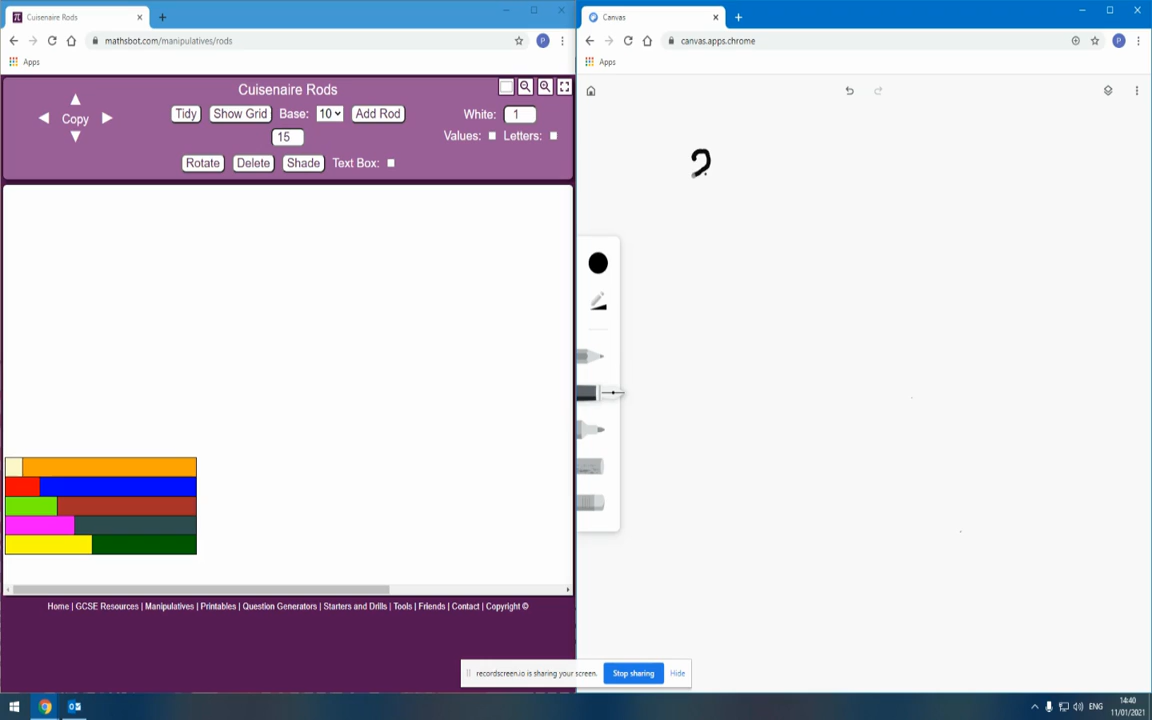 Cuisenaire Rods
mathsbot.com/manipulatives/rods
P
Apps
Cuisenaire Rods
Copy
Tidy
Show Grid
Base:
10
Add Rod
White:
1
15
Values:
Letters:
Rotate
Delete
Shade
Text Box:
Home | GCSE Resources | Manipulatives | Printables | Question Generators | Starters and Drills | Tools | Friends | Contact | Copyright ©
Canvas
canvas.apps.chrome
P
Apps
2
recordscreen.io is sharing your screen.
Stop sharing
Hide
ENG
14:40
11/01/2021